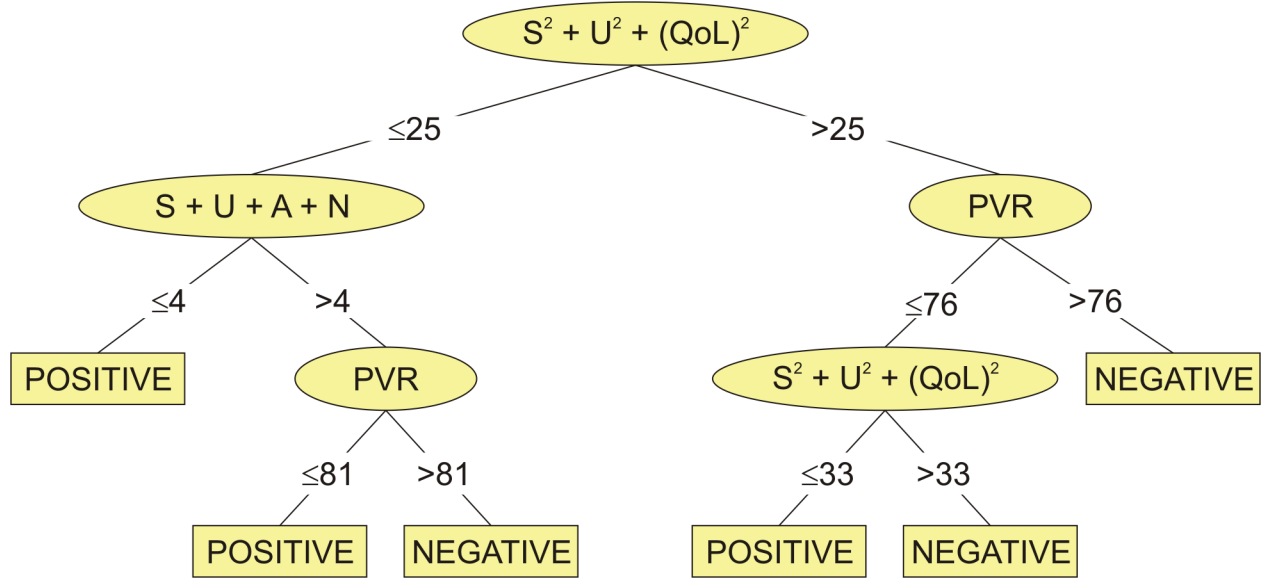 S² + U² + (QoL)²
≤25 >25
S + U + A + N PVR
≤4 >4 ≤76 >76
POSITIVE PVR S² + U² + (QoL)² NEGATIVE
≤81 >81 ≤33 >33
POSITIVE NEGATIVE POSITIVE NEGATIVE